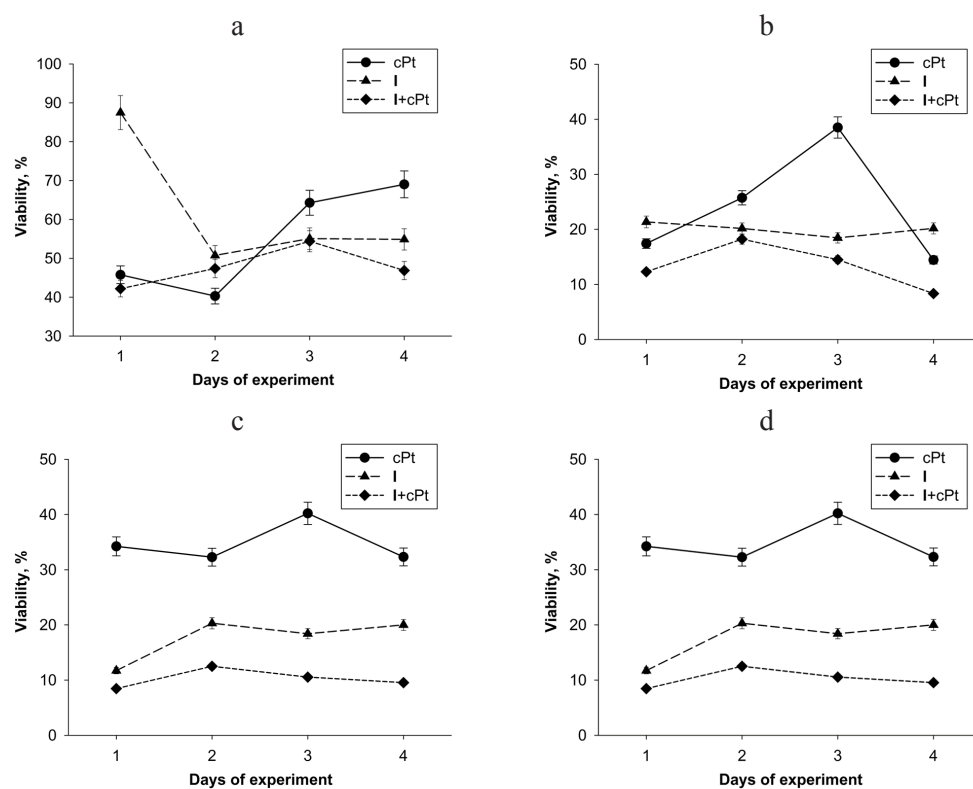 a
cPt
I
I+cPt
100
90
80
70
60
50
40
30
Viability, %
1 2 3 4
Days of experiment
b
cPt
I
I+cPt
50
40
30
20
10
0
Viability, %
1 2 3 4
Days of experiment
c
cPt
I
I+cPt
50
40
30
20
10
0
Viability, %
1 2 3 4
Days of experiment
d
cPt
I
I+cPt
50
40
30
20
10
0
Viability, %
1 2 3 4
Days of experiment